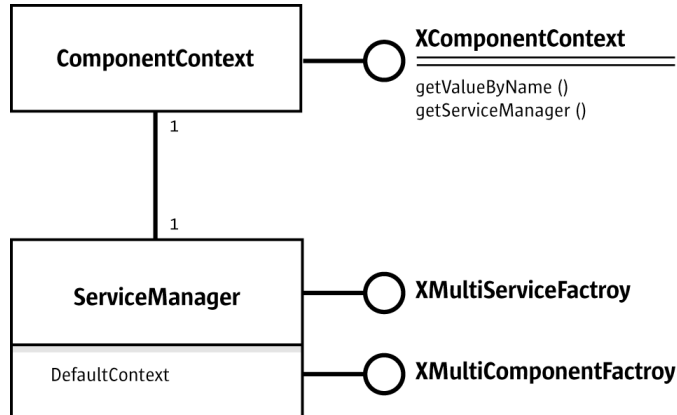 ComponentContext
XComponentContext
getValueByName ()
getServiceManager ()
1
1
ServiceManager
XMultiServiceFactroy
DefaultContext
XMultiComponentFactroy